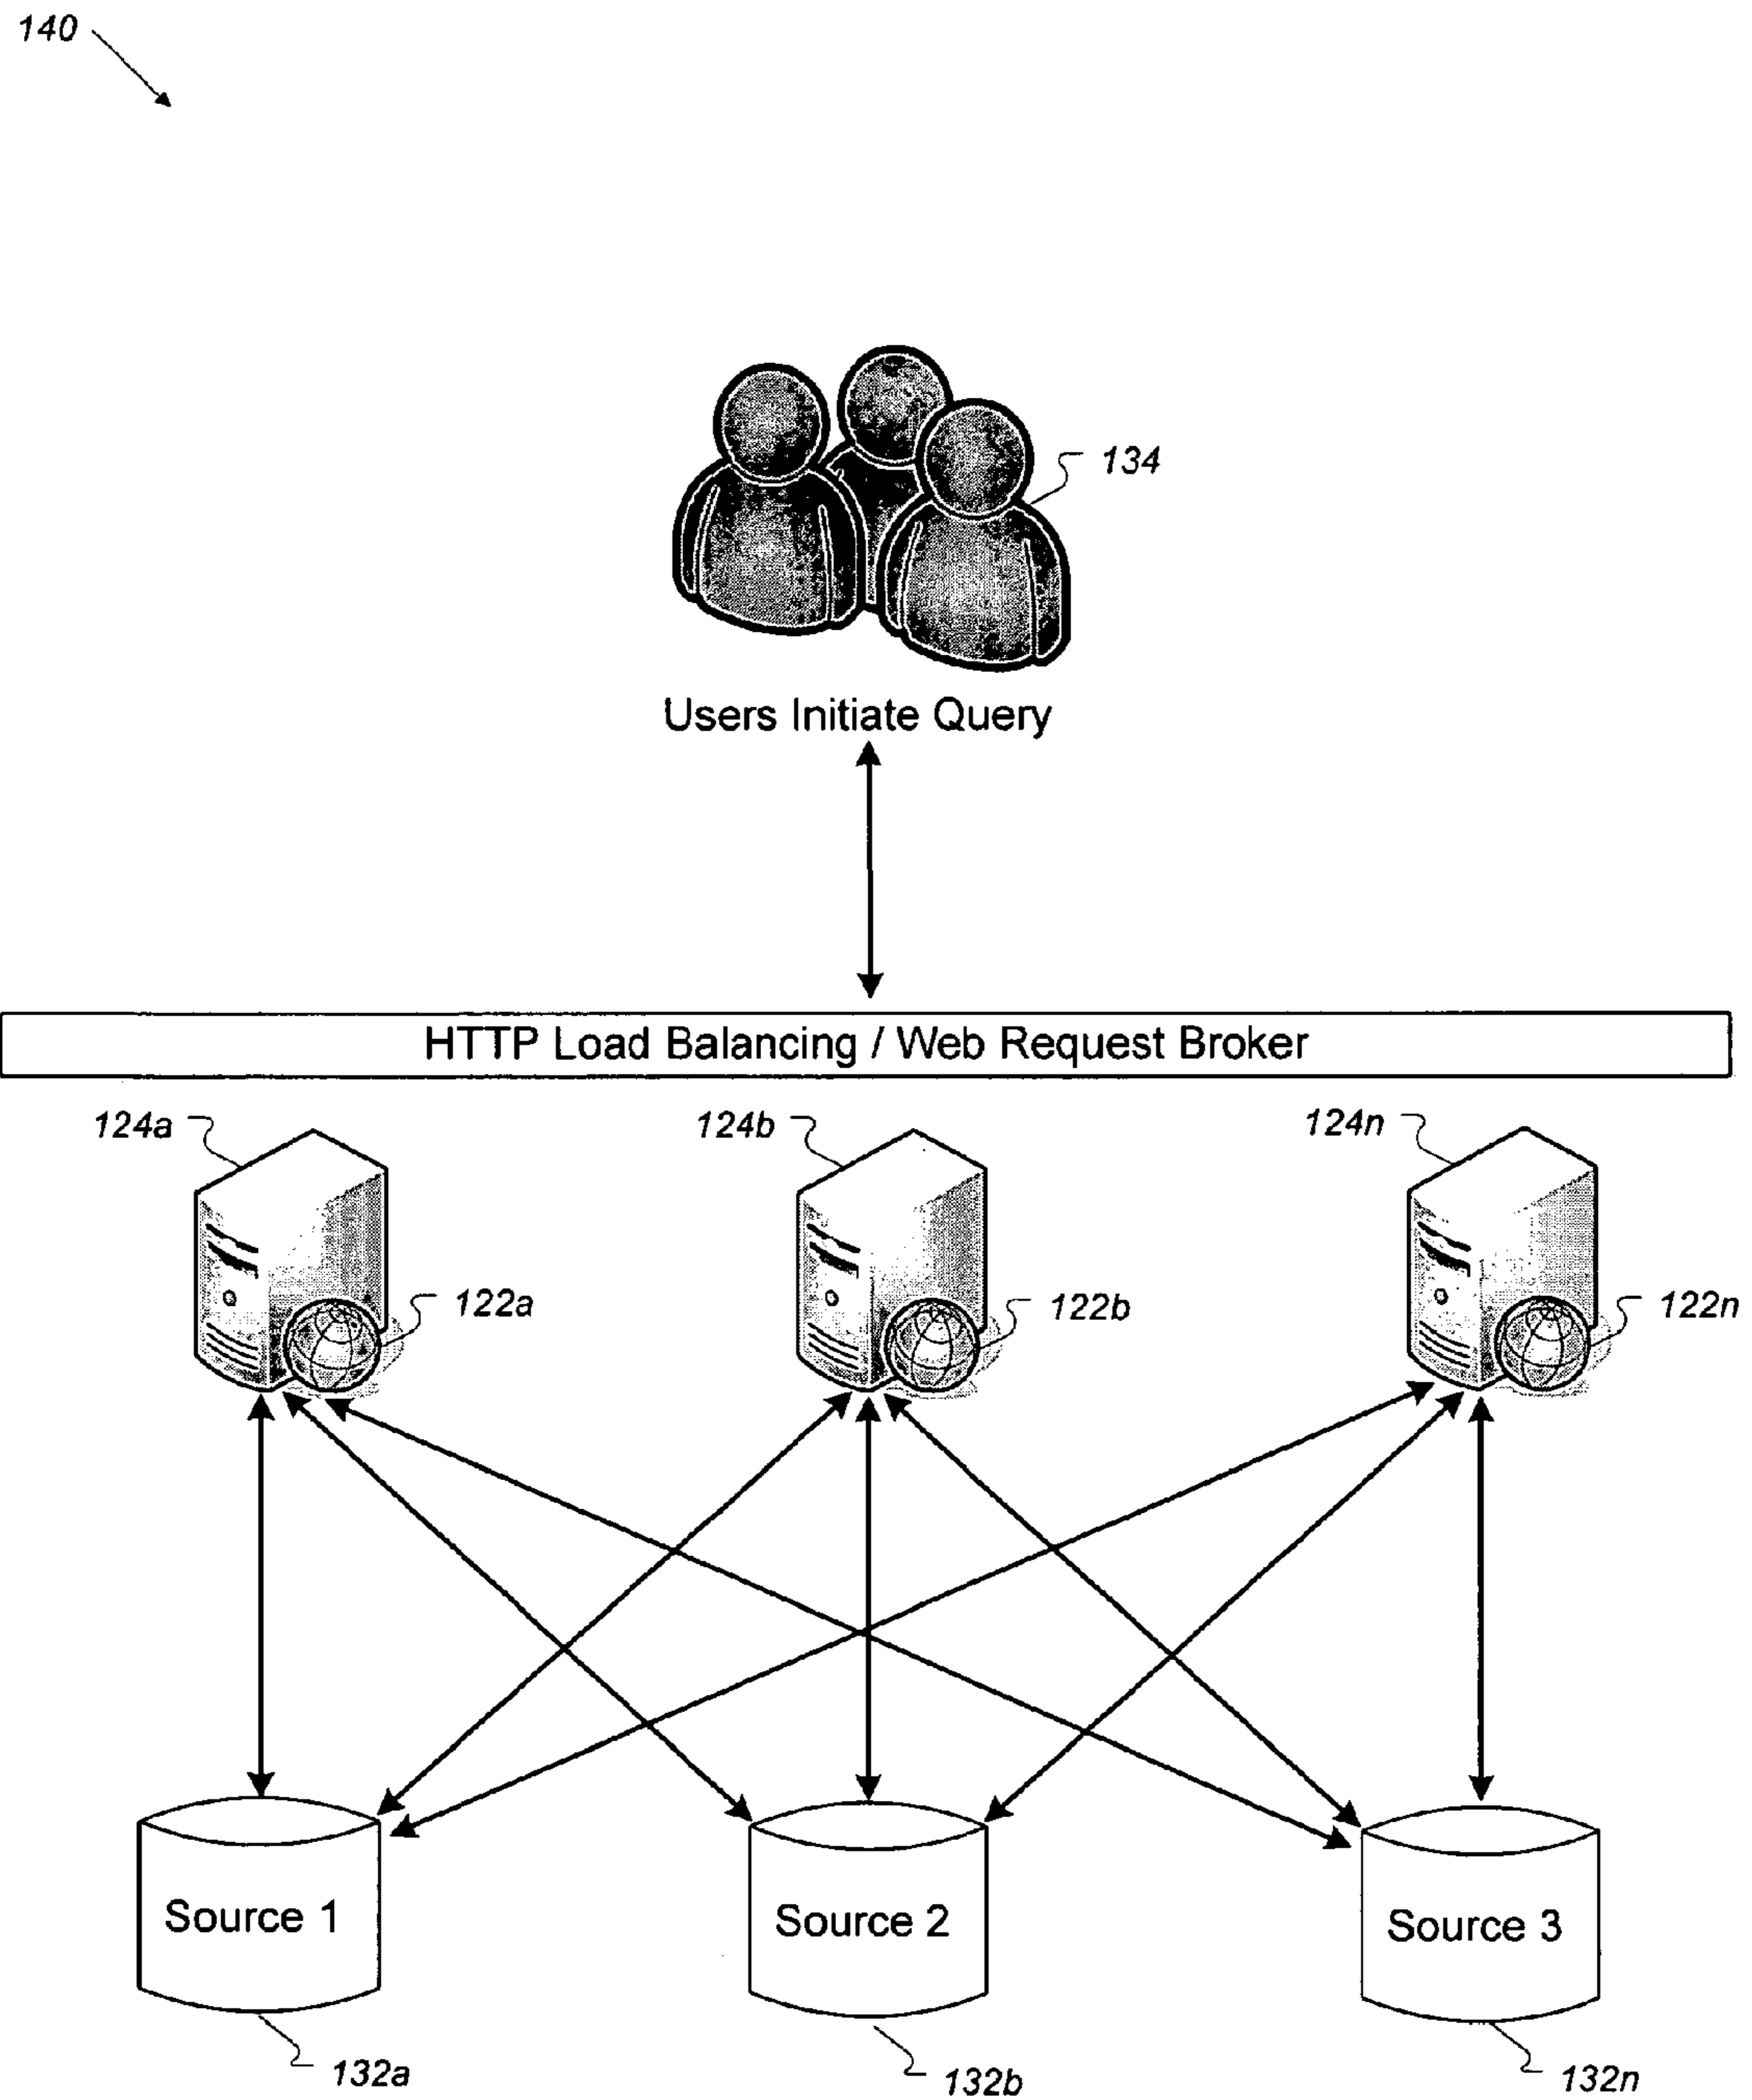 140
134
Users Initiate Query
HTTP Load Balancing / Web Request Broker
124a
124b
124n
122a
122b
122n
Source 1
Source 2
Source 3
132a
132b
132n